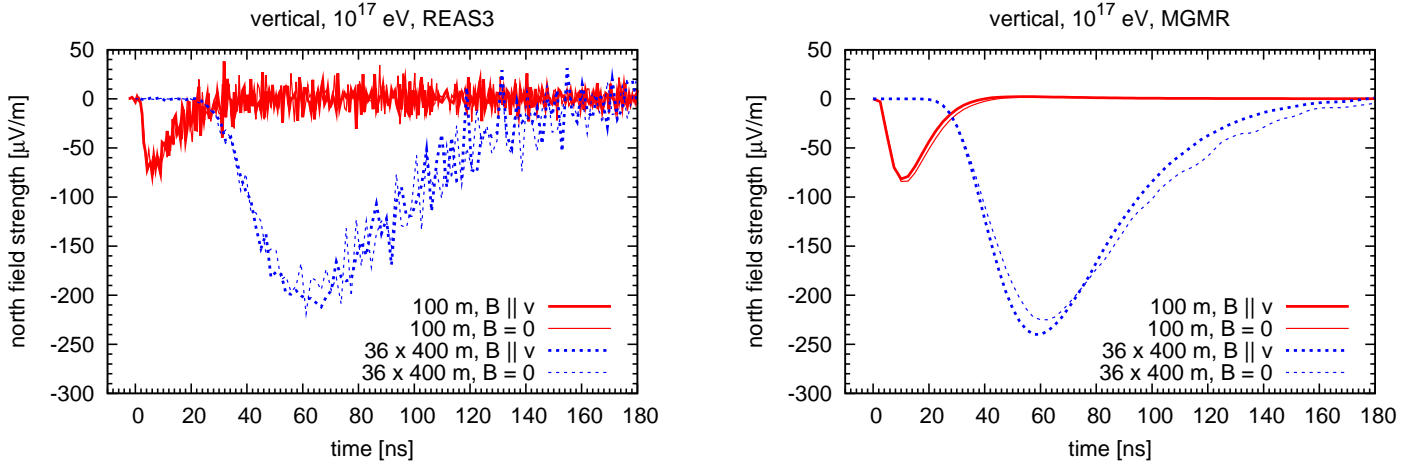 vertical, 10^17 eV, REAS3
50
0
-50
-100
-150
-200
-250
-300
north field strength [µV/m]
0 20 40 60 80 100 120 140 160 180
time [ns]
100 m, B || v
100 m, B = 0
36 x 400 m, B || v
36 x 400 m, B = 0
vertical, 10^17 eV, MGMR
50
0
-50
-100
-150
-200
-250
-300
north field strength [µV/m]
0 20 40 60 80 100 120 140 160 180
time [ns]
100 m, B || v
100 m, B = 0
36 x 400 m, B || v
36 x 400 m, B = 0